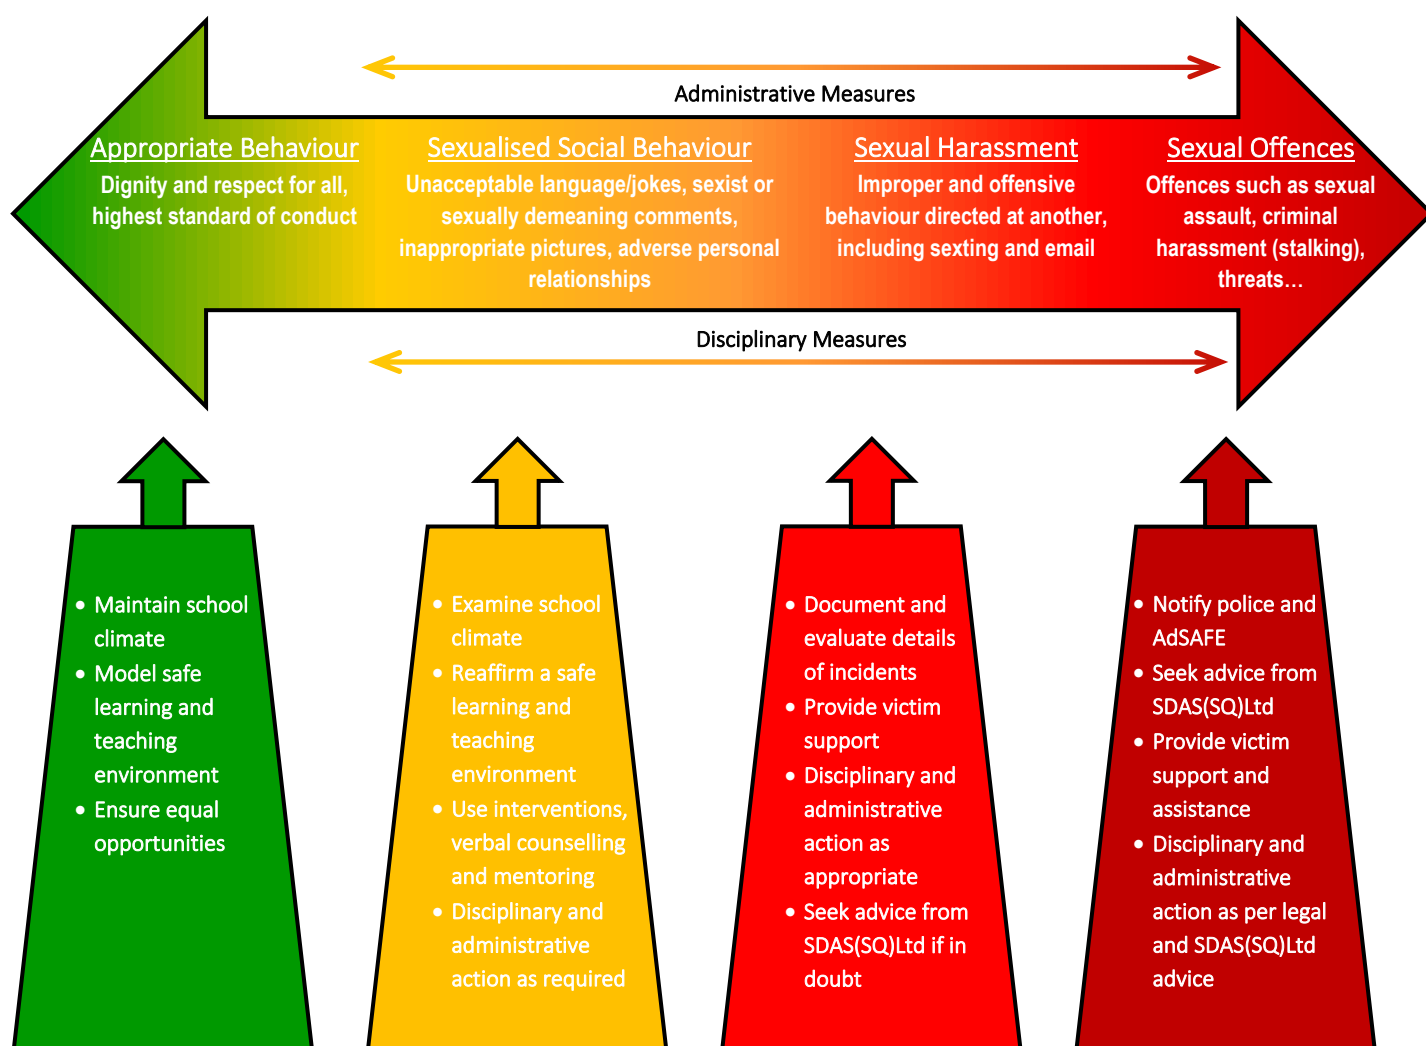 Administrative Measures
Appropriate Behaviour
Dignity and respect for all,
highest standard of conduct
Sexualised Social Behaviour
Unacceptable language/jokes, sexist or
sexually demeaning comments,
inappropriate pictures, adverse personal
relationships
Sexual Harassment
Improper and offensive
behaviour directed at another,
including sexting and email
Sexual Offences
Offences such as sexual
assault, criminal
harassment (stalking),
threats…
Disciplinary Measures
• Maintain school
climate
• Model safe
learning and
teaching
environment
• Ensure equal
opportunities
• Examine school
climate
• Reaffirm a safe
learning and
teaching
environment
• Use interventions,
verbal counselling
and mentoring
• Disciplinary and
administrative
action as required
• Document and
evaluate details
of incidents
• Provide victim
support
• Disciplinary and
administrative
action as
appropriate
• Seek advice from
SDAS(SQ)Ltd if in
doubt
• Notify police and
AdSAFE
• Seek advice from
SDAS(SQ)Ltd
• Provide victim
support and
assistance
• Disciplinary and
administrative
action as per legal
and SDAS(SQ)Ltd
advice